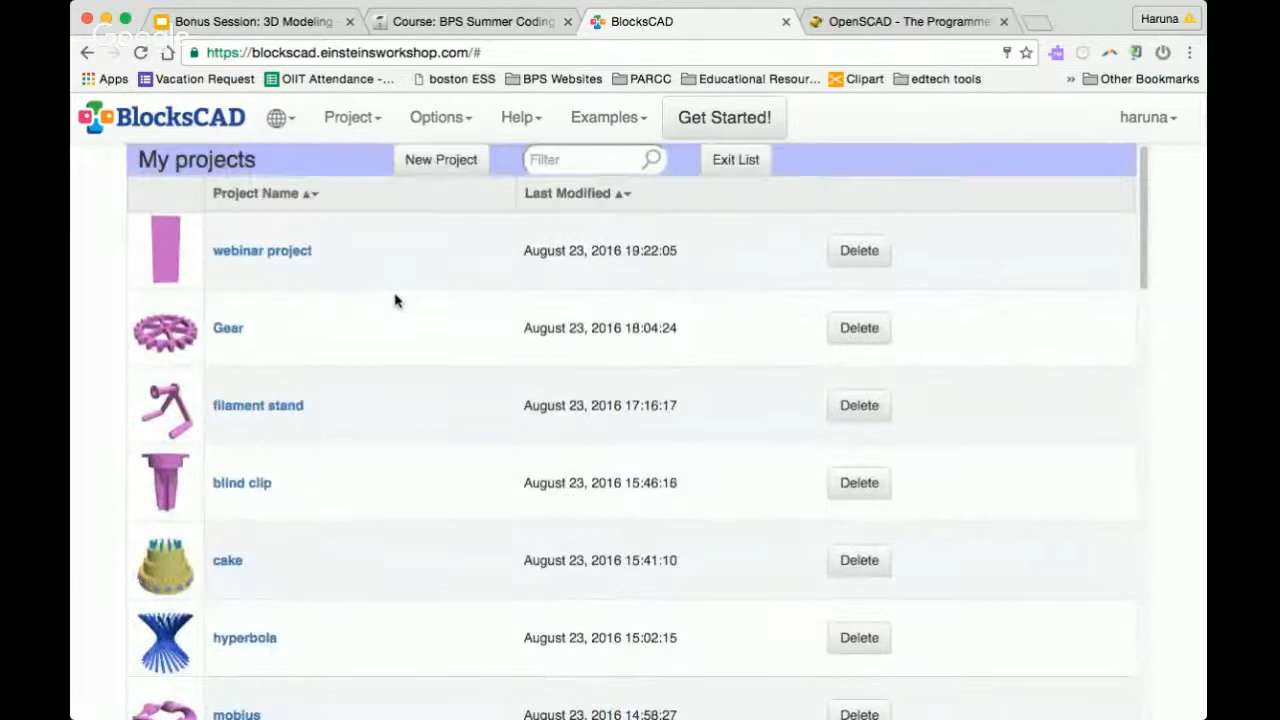 Bonus Session: 3D Modeling
Course: BPS Summer Coding
BlocksCAD
OpenSCAD - The Programme
Haruna
Google
https://blockscad.einsteinsworkshop.com/#
Apps
Vacation Request
OIIT Attendance -...
boston ESS
BPS Websites
PARCC
Educational Resour...
Clipart
edtech tools
»
Other Bookmarks
BlocksCAD
Project
Options
Help
Examples
Get Started!
haruna
My projects
New Project
Filter
Exit List
Project Name
Last Modified
webinar project
August 23, 2016 19:22:05
Delete
Gear
August 23, 2016 18:04:24
Delete
filament stand
August 23, 2016 17:16:17
Delete
blind clip
August 23, 2016 15:46:16
Delete
cake
August 23, 2016 15:41:10
Delete
hyperbola
August 23, 2016 15:02:15
Delete
mobius
August 23, 2016 14:58:27
Delete